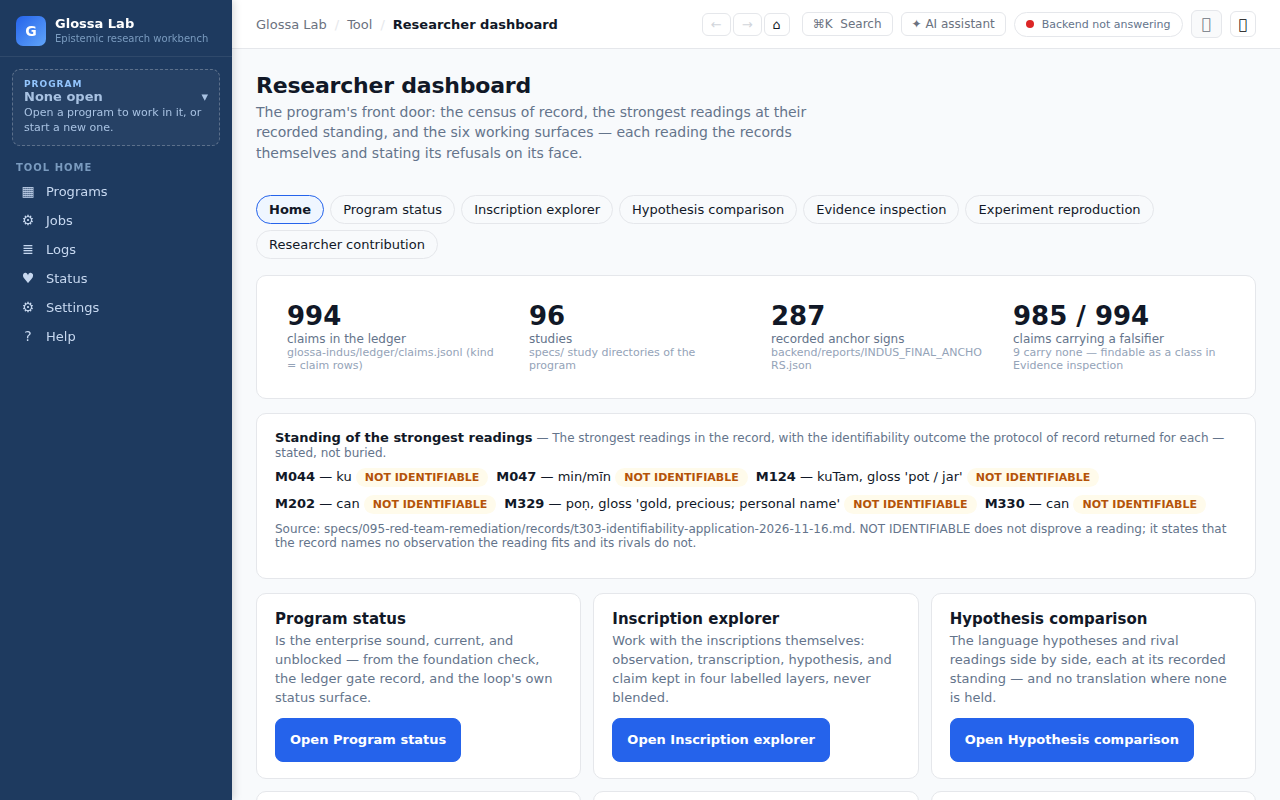 G
Glossa Lab
Epistemic research workbench
PROGRAM
None open ▾
Open a program to work in it, or
start a new one.
TOOL HOME
Programs
Jobs
Logs
Status
Settings
? Help
Glossa Lab / Tool / Researcher dashboard
← → ⌂ ⌘K Search ✦ AI assistant Backend not answering
Researcher dashboard
The program's front door: the census of record, the strongest readings at their
recorded standing, and the six working surfaces — each reading the records
themselves and stating its refusals on its face.
Home Program status Inscription explorer Hypothesis comparison Evidence inspection Experiment reproduction
Researcher contribution
994
claims in the ledger
glossa-indus/ledger/claims.jsonl (kind
= claim rows)
96
studies
specs/ study directories of the
program
287
recorded anchor signs
backend/reports/INDUS_FINAL_ANCHO
RS.json
985 / 994
claims carrying a falsifier
9 carry none — findable as a class in
Evidence inspection
Standing of the strongest readings — The strongest readings in the record, with the identifiability outcome the protocol of record returned for each —
stated, not buried.
M044 — ku NOT IDENTIFIABLE M047 — min/mīn NOT IDENTIFIABLE M124 — kuTam, gloss 'pot / jar' NOT IDENTIFIABLE
M202 — can NOT IDENTIFIABLE M329 — poṇ, gloss 'gold, precious; personal name' NOT IDENTIFIABLE M330 — can NOT IDENTIFIABLE
Source: specs/095-red-team-remediation/records/t303-identifiability-application-2026-11-16.md. NOT IDENTIFIABLE does not disprove a reading; it states that
the record names no observation the reading fits and its rivals do not.
Program status
Is the enterprise sound, current, and
unblocked — from the foundation check,
the ledger gate record, and the loop's own
status surface.
Open Program status
Inscription explorer
Work with the inscriptions themselves:
observation, transcription, hypothesis, and
claim kept in four labelled layers, never
blended.
Open Inscription explorer
Hypothesis comparison
The language hypotheses and rival
readings side by side, each at its recorded
standing — and no translation where none
is held.
Open Hypothesis comparison